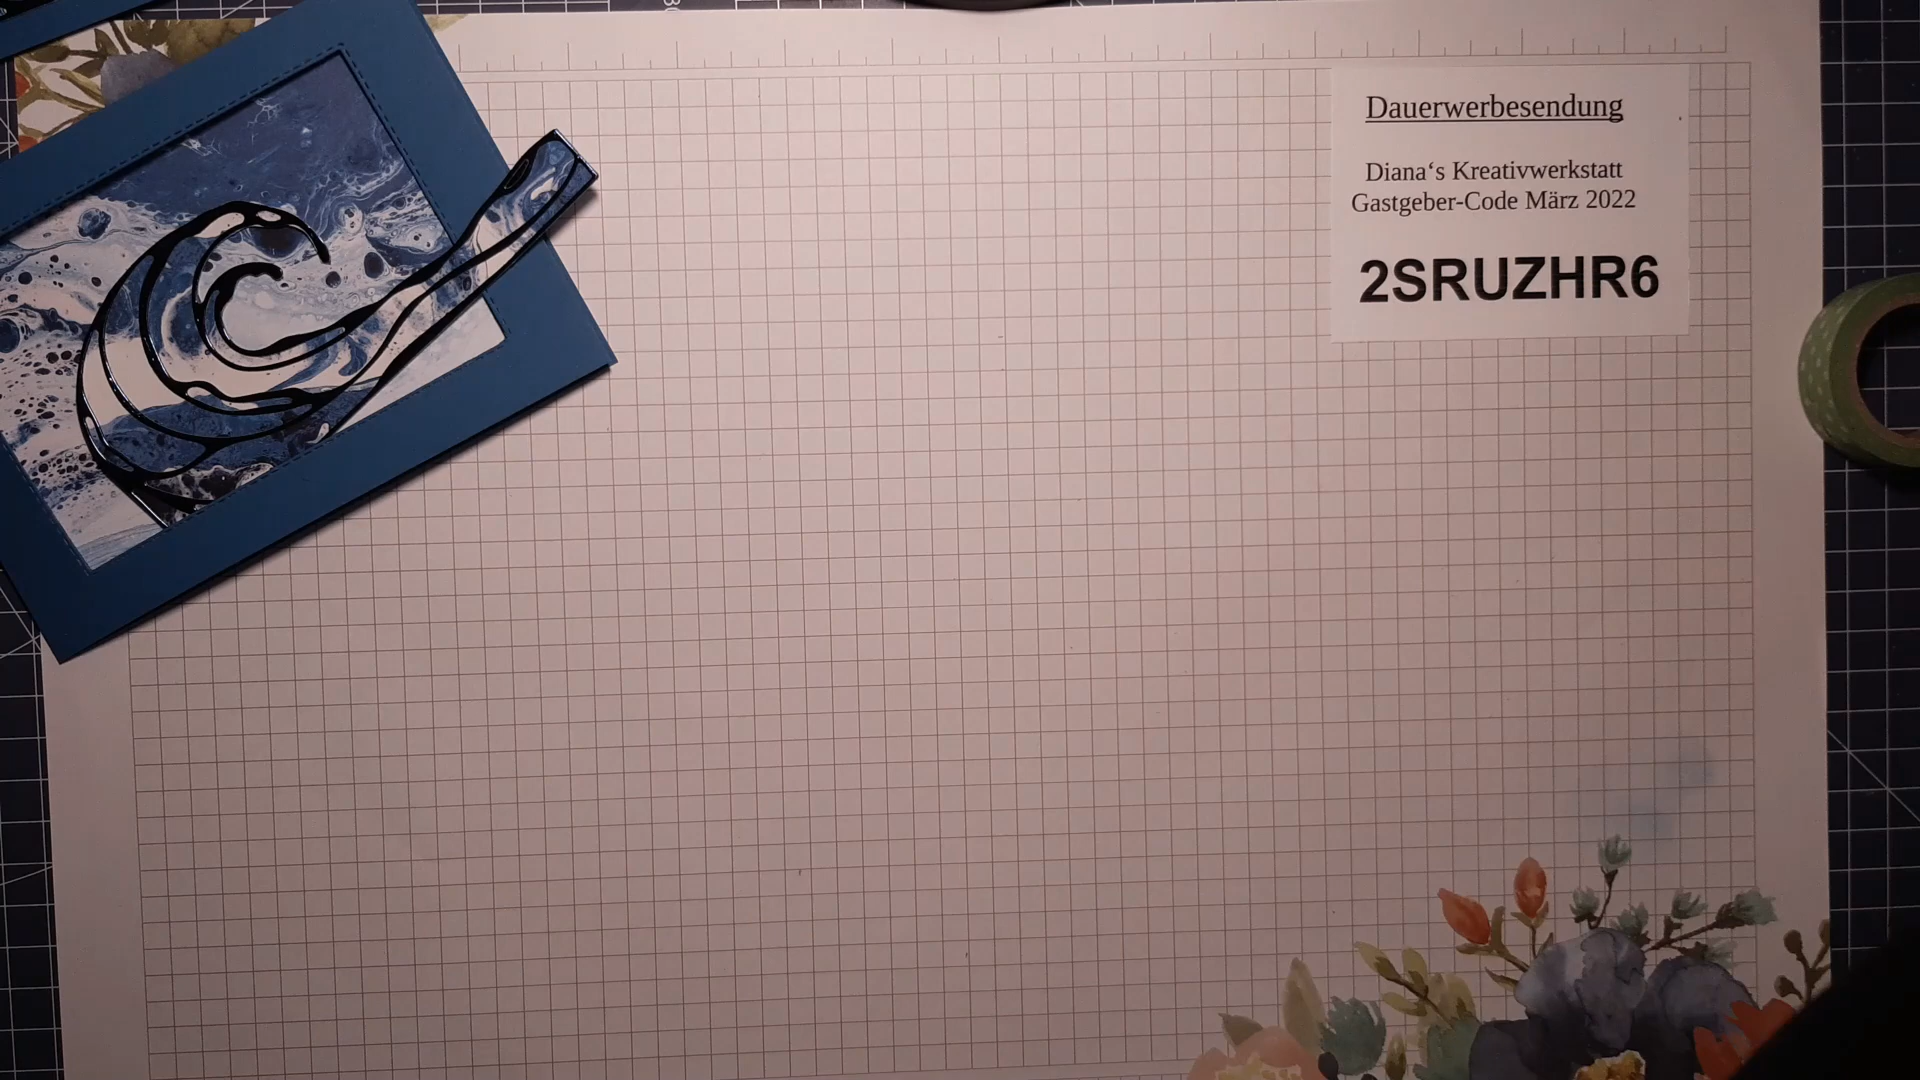 Dauerwerbesendung
Diana‘s Kreativwerkstatt
Gastgeber-Code März 2022
2SRUZHR6